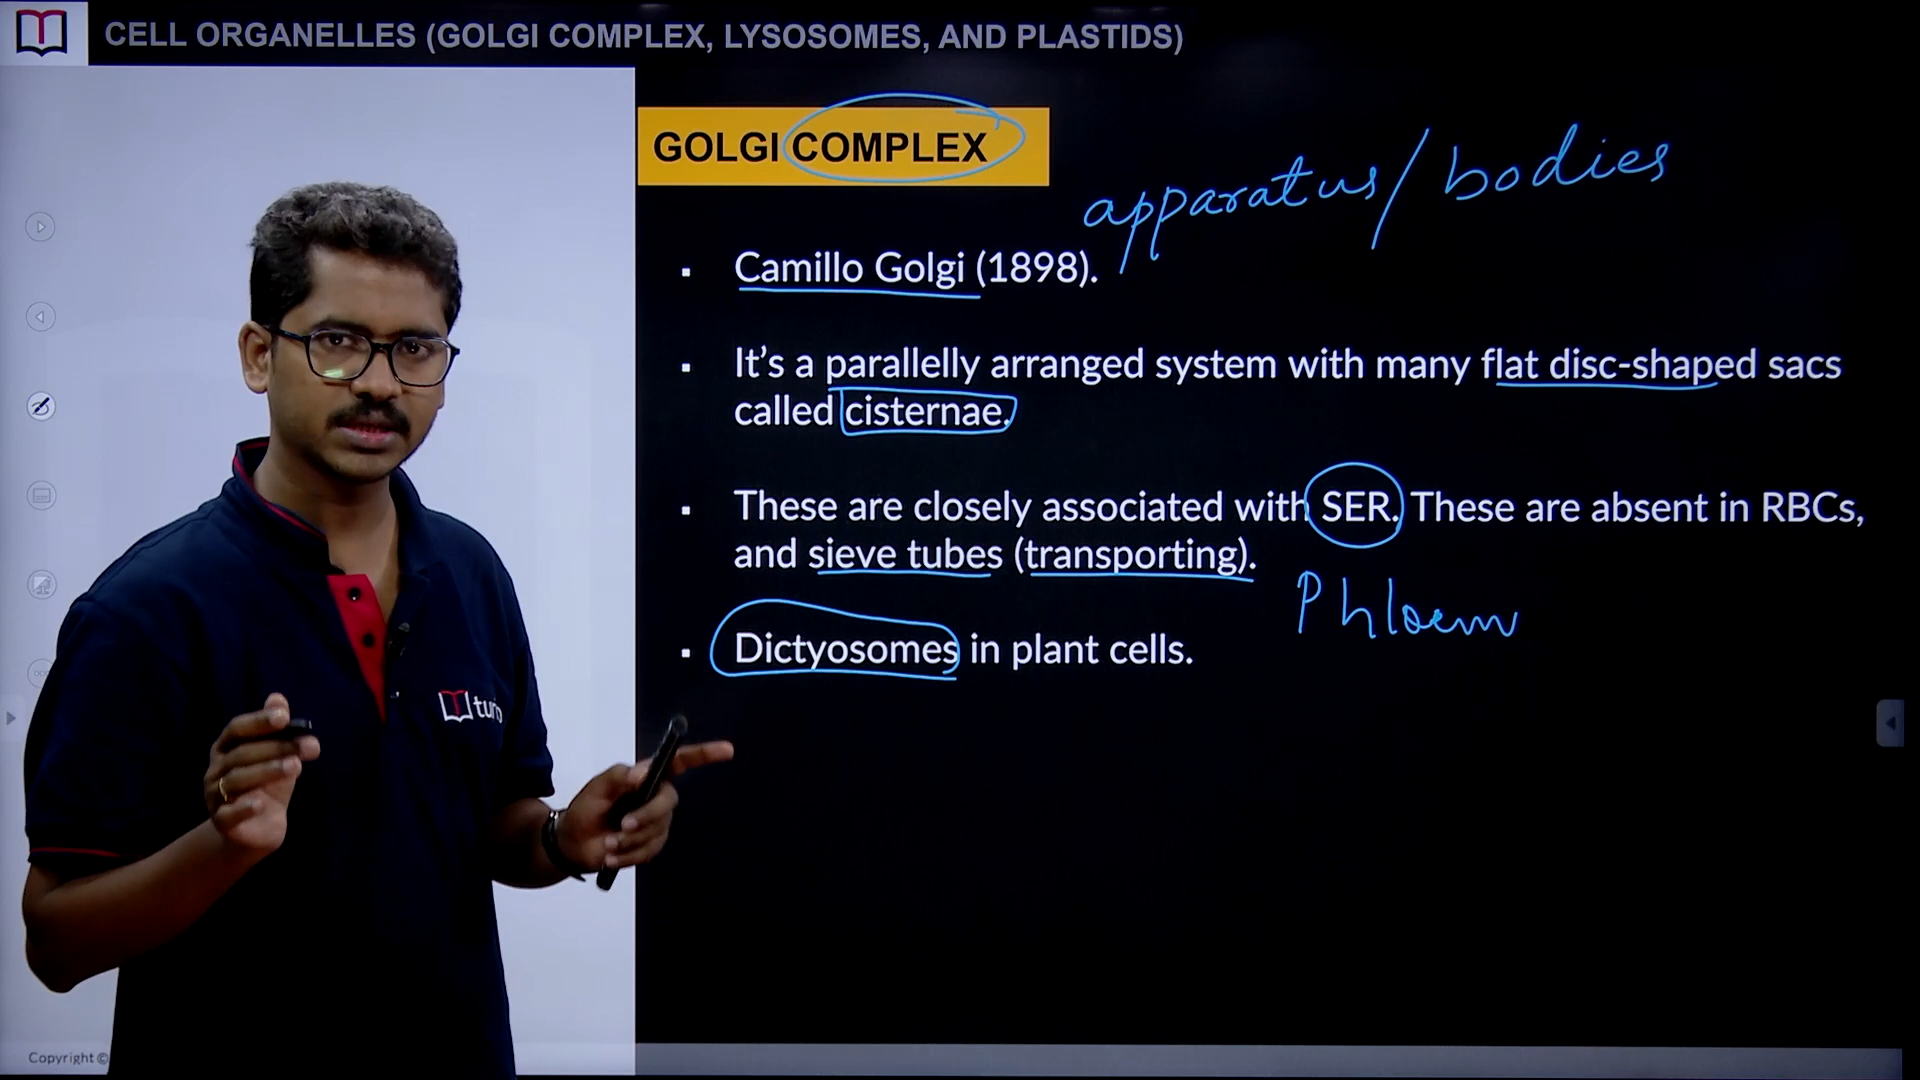 CELL ORGANELLES (GOLGI COMPLEX, LYSOSOMES, AND PLASTIDS)
GOLGI COMPLEX
apparatus/bodies
▪ Camillo Golgi (1898).
▪ It’s a parallelly arranged system with many flat disc-shaped sacs
called cisternae.
▪ These are closely associated with SER. These are absent in RBCs,
and sieve tubes (transporting).
Phloem
▪ Dictyosomes in plant cells.
Copyright ©